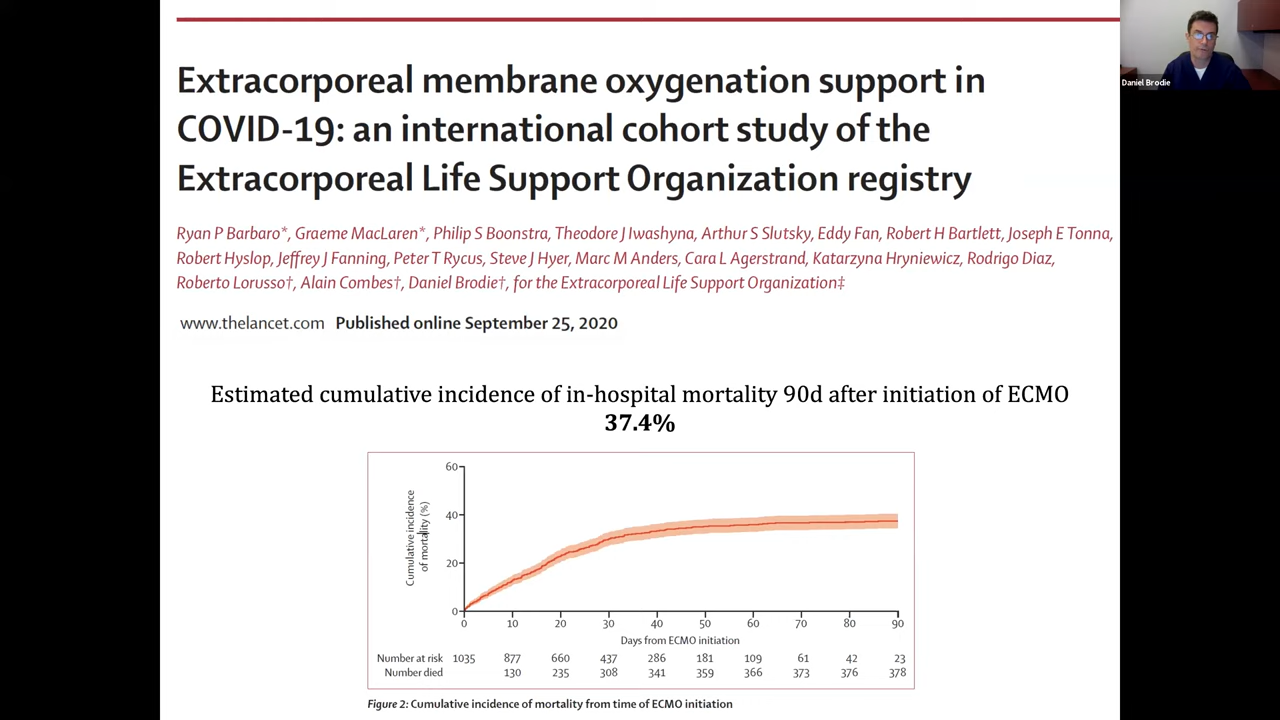 Extracorporeal membrane oxygenation support in
COVID-19: an international cohort study of the
Extracorporeal Life Support Organization registry
Ryan P Barbaro*, Graeme MacLaren*, Philip S Boonstra, Theodore J Iwashyna, Arthur S Slutsky, Eddy Fan, Robert H Bartlett, Joseph E Tonna,
Robert Hyslop, Jeffrey J Fanning, Peter T Rycus, Steve J Hyer, Marc M Anders, Cara L Agerstrand, Katarzyna Hryniewicz, Rodrigo Diaz,
Roberto Lorusso†, Alain Combes†, Daniel Brodie†, for the Extracorporeal Life Support Organization‡
www.thelancet.com Published online September 25, 2020
Estimated cumulative incidence of in-hospital mortality 90d after initiation of ECMO
37.4%
60
40
20
0
Cumulative incidence
of mortality (%)
0 10 20 30 40 50 60 70 80 90
Days from ECMO initiation
Number at risk 1035 877 660 437 286 181 109 61 42 23
Number died 130 235 308 341 359 366 373 376 378
Figure 2: Cumulative incidence of mortality from time of ECMO initiation
Daniel Brodie